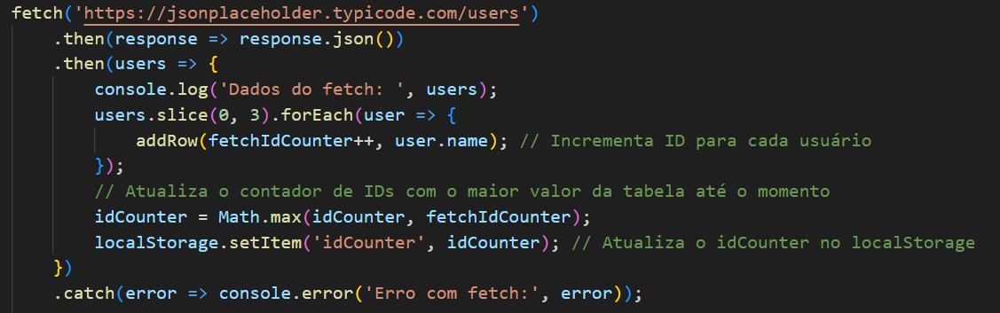 fetch('https://jsonplaceholder.typicode.com/users')
    .then(response => response.json())
    .then(users => {
        console.log('Dados do fetch: ', users);
        users.slice(0, 3).forEach(user => {
            addRow(fetchIdCounter++, user.name); // Incrementa ID para cada usuário
        });
        // Atualiza o contador de IDs com o maior valor da tabela até o momento
        idCounter = Math.max(idCounter, fetchIdCounter);
        localStorage.setItem('idCounter', idCounter); // Atualiza o idCounter no localStorage
    })
    .catch(error => console.error('Erro com fetch:', error));